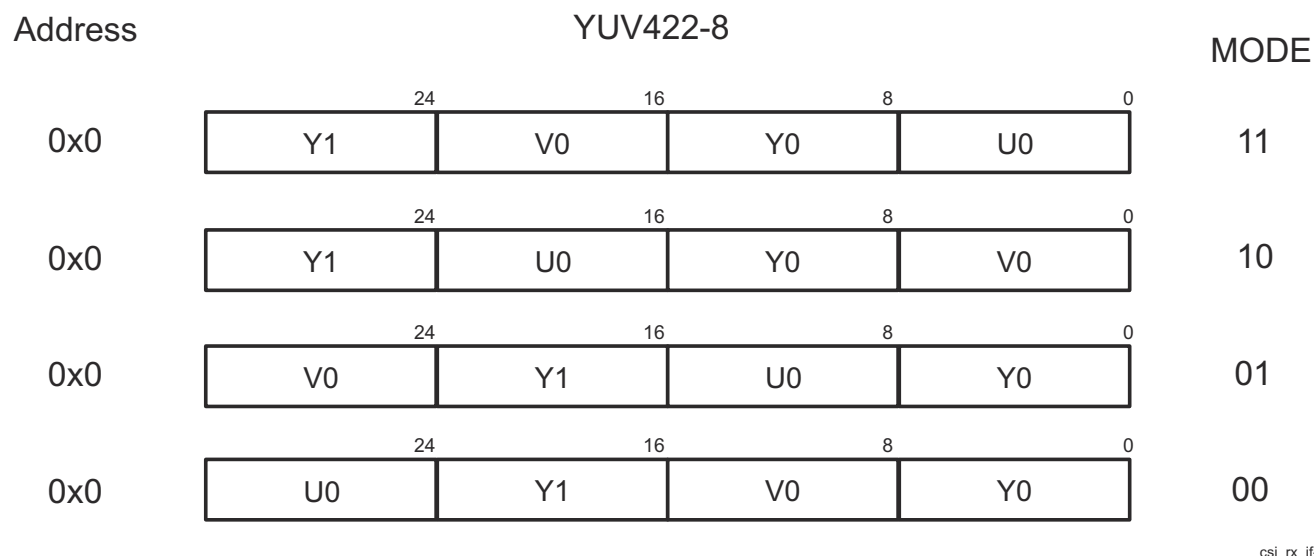 Address YUV422-8 MODE
24 16 8 0
0x0 Y1 V0 Y0 U0 11
24 16 8 0
0x0 Y1 U0 Y0 V0 10
24 16 8 0
0x0 V0 Y1 U0 Y0 01
24 16 8 0
0x0 U0 Y1 V0 Y0 00